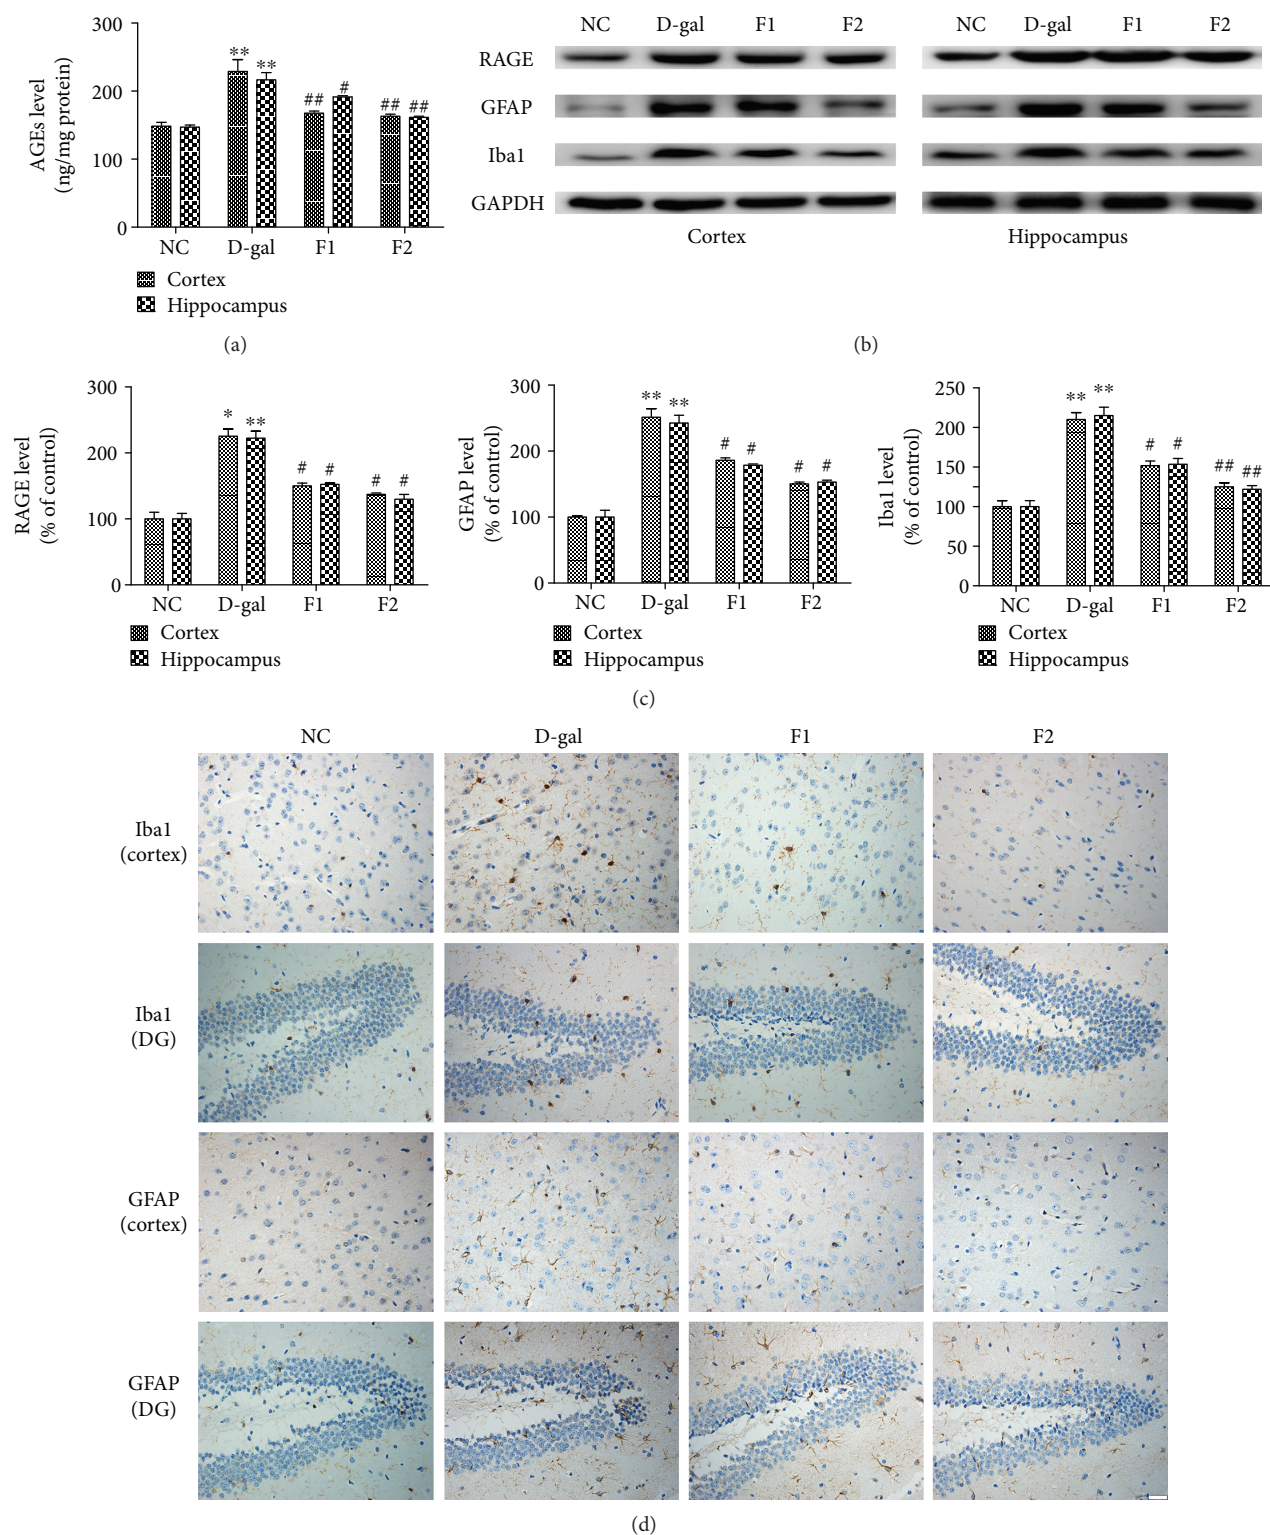 300
200
100
0
AGEs level
(ng/mg protein)
** ** ## # ## ##
NC D-gal F1 F2
Cortex
Hippocampus
(a)
NC D-gal F1 F2 NC D-gal F1 F2
RAGE
GFAP
Iba1
GAPDH
Cortex Hippocampus
(b)
300
200
100
0
RAGE level
(% of control)
* ** # # # #
NC D-gal F1 F2
Cortex
Hippocampus
300
200
100
0
GFAP level
(% of control)
** ** # # # #
NC D-gal F1 F2
Cortex
Hippocampus
250
200
150
100
50
0
Iba1 level
(% of control)
** ** # # ## ##
NC D-gal F1 F2
Cortex
Hippocampus
(c)
NC D-gal F1 F2
Iba1
(cortex)
Iba1
(DG)
GFAP
(cortex)
GFAP
(DG)
(d)